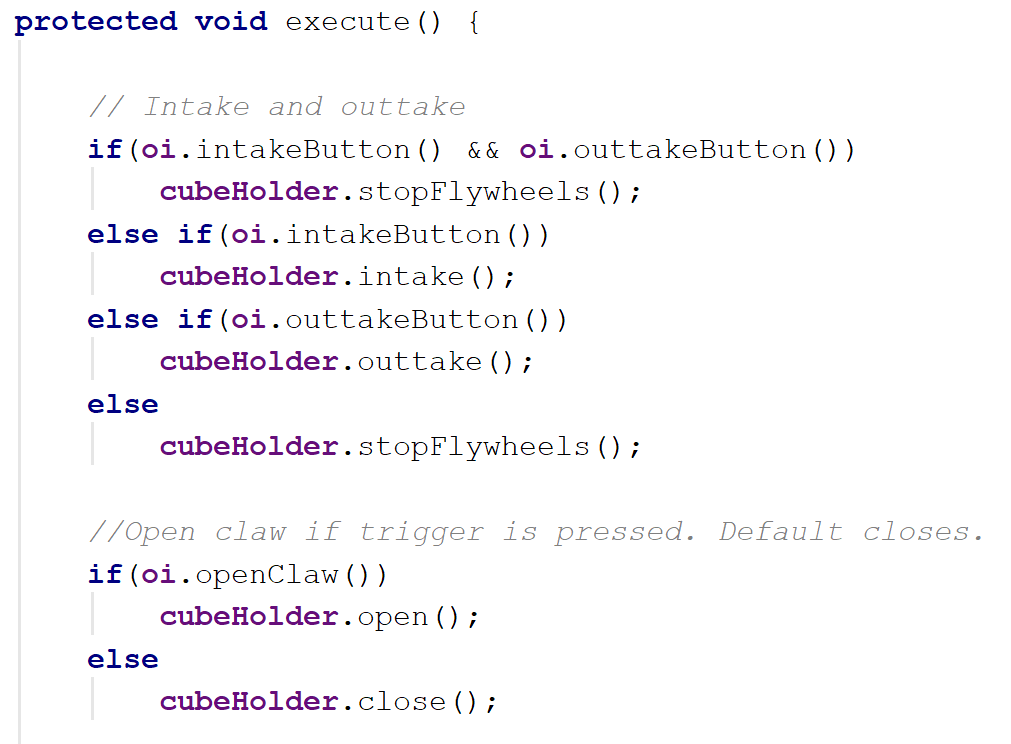 protected void execute() {
// Intake and outtake
if(oi.intakeButton() && oi.outtakeButton())
cubeHolder.stopFlywheels();
else if(oi.intakeButton())
cubeHolder.intake();
else if(oi.outtakeButton())
cubeHolder.outtake();
else
cubeHolder.stopFlywheels();
//Open claw if trigger is pressed. Default closes.
if(oi.openClaw())
cubeHolder.open();
else
cubeHolder.close();